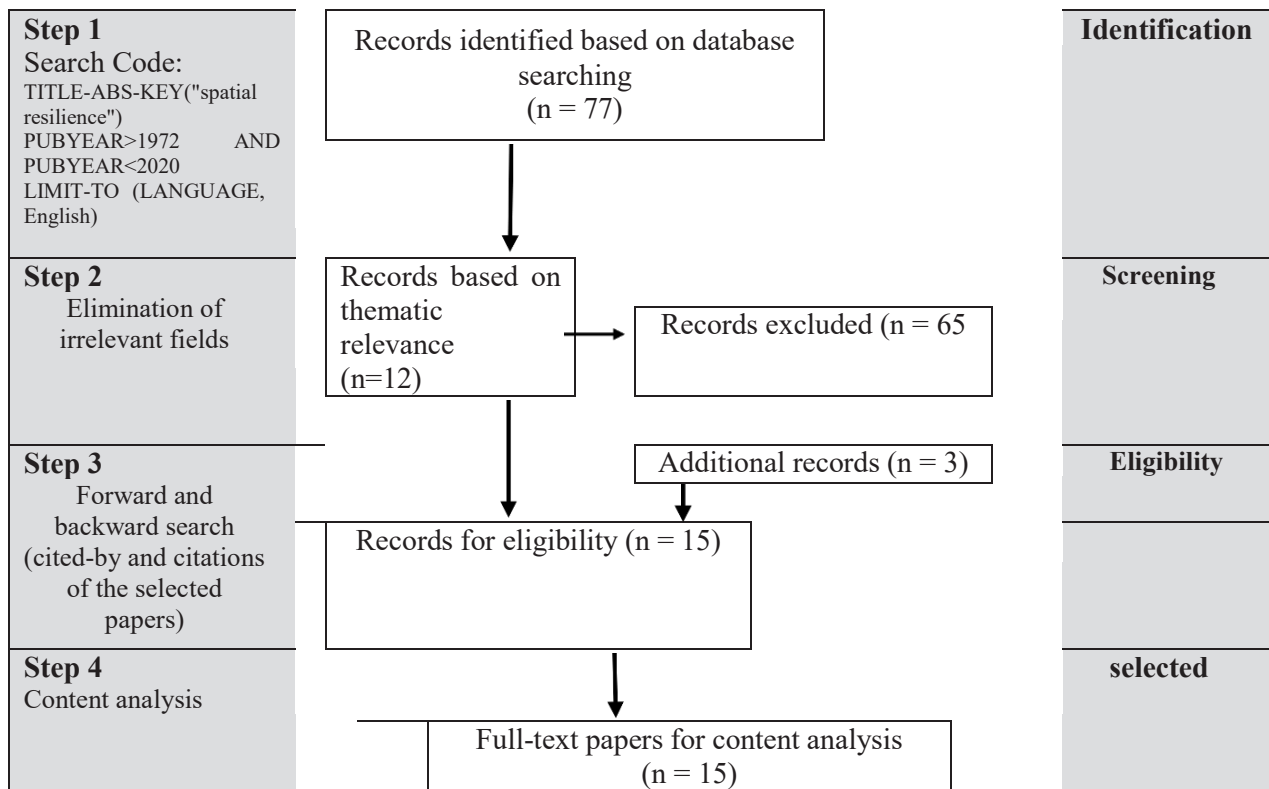 Step 1
Search Code:
TITLE-ABS-KEY("spatial
resilience")
PUBYEAR>1972 AND
PUBYEAR<2020
LIMIT-TO (LANGUAGE,
English)
Records identified based on database
searching
(n = 77)
Identification
Step 2
Elimination of
irrelevant fields
Records based on
thematic
relevance
(n=12)
Records excluded (n = 65
Screening
Step 3
Forward and
backward search
(cited-by and citations
of the selected
papers)
Additional records (n = 3)
Records for eligibility (n = 15)
Eligibility
Step 4
Content analysis
Full-text papers for content analysis
(n = 15)
selected